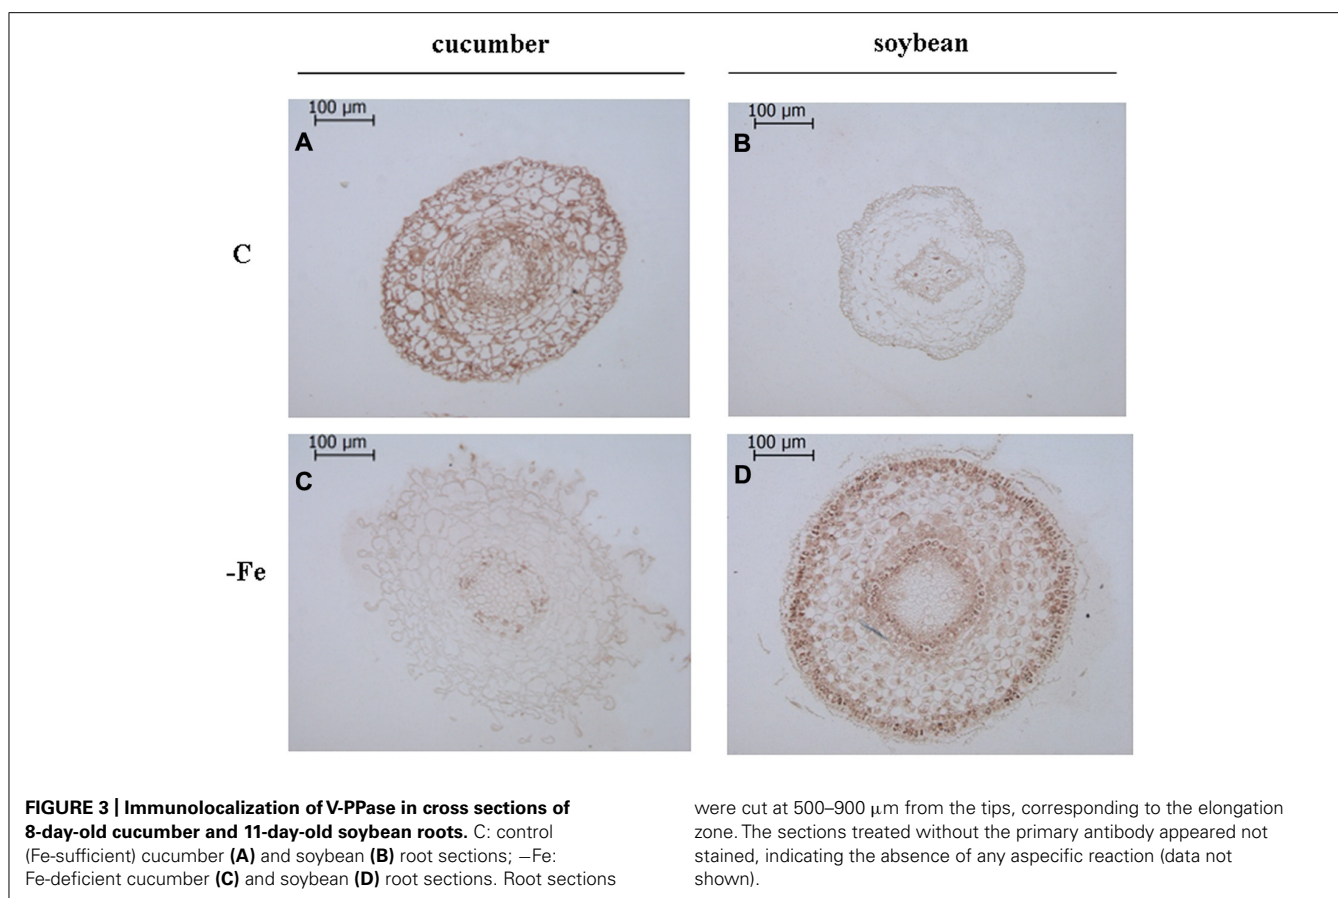 cucumber
soybean
C
-Fe
100 µm
A
100 µm
B
100 µm
C
100 µm
D
FIGURE 3 | Immunolocalization of V-PPase in cross sections of
8-day-old cucumber and 11-day-old soybean roots. C: control
(Fe-sufficient) cucumber (A) and soybean (B) root sections; –Fe:
Fe-deficient cucumber (C) and soybean (D) root sections. Root sections
were cut at 500–900 µm from the tips, corresponding to the elongation
zone. The sections treated without the primary antibody appeared not
stained, indicating the absence of any aspecific reaction (data not
shown).